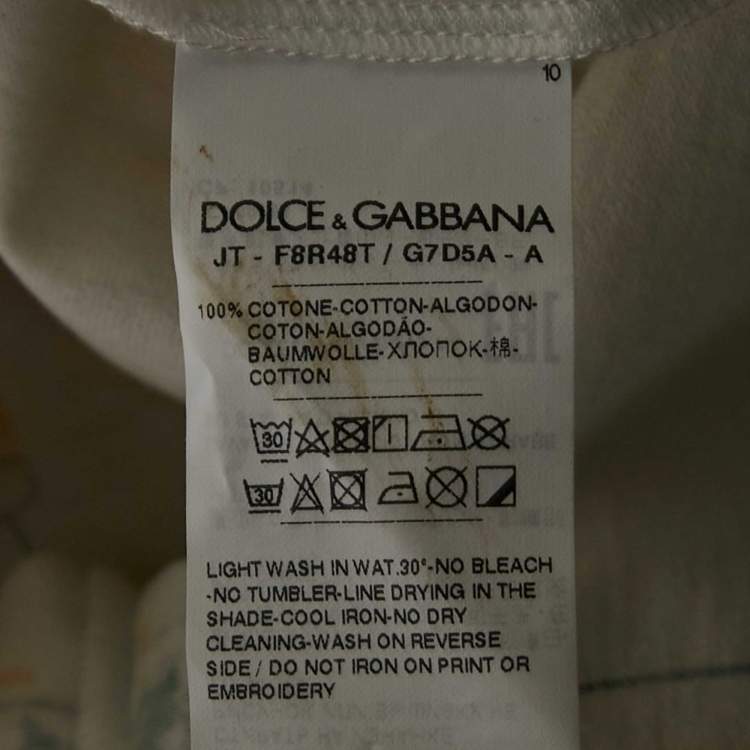 10
DOLCE & GABBANA
JT - F8R48T / G7D5A - A
100% COTONE-COTTON-ALGODON-
COTON-ALGODÃO-
BAUMWOLLE-ХЛОПОК-棉-
COTTON
30
30
LIGHT WASH IN WAT.30°-NO BLEACH
-NO TUMBLER-LINE DRYING IN THE
SHADE-COOL IRON-NO DRY
CLEANING-WASH ON REVERSE
SIDE / DO NOT IRON ON PRINT OR
EMBROIDERY